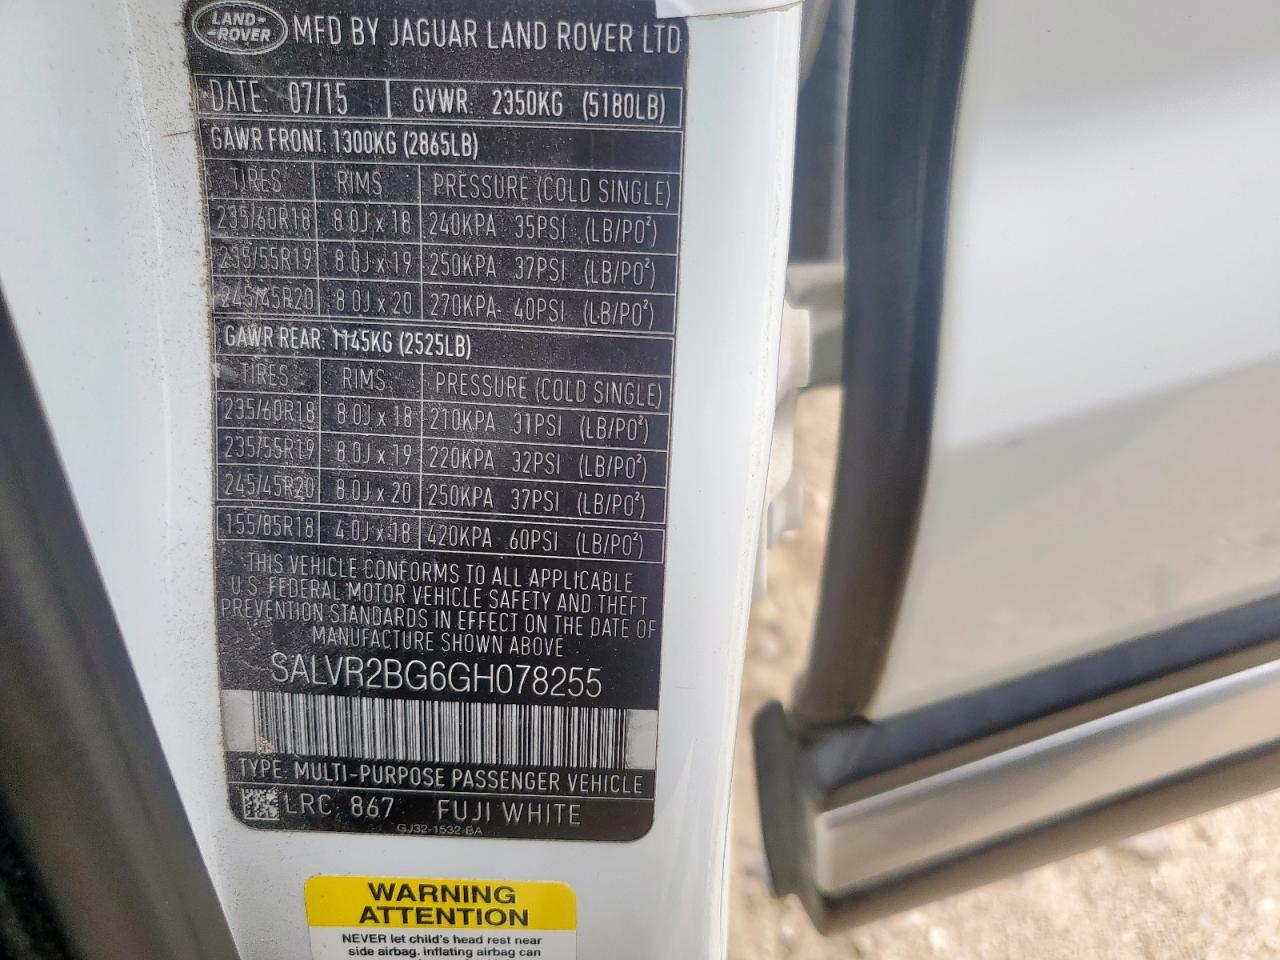 LAND-
-ROVER
MFD BY JAGUAR LAND ROVER LTD
DATE: 07/15 GVWR: 2350KG (5180LB)
GAWR FRONT: 1300KG (2865LB)
TIRES RIMS PRESSURE (COLD SINGLE)
235/60R18 8.0J x 18 240KPA 35PSI (LB/PO²)
235/55R19 8.0J x 19 250KPA 37PSI (LB/PO²)
245/45R20 8.0J x 20 270KPA 40PSI (LB/PO²)
GAWR REAR: 1145KG (2525LB)
TIRES RIMS PRESSURE (COLD SINGLE)
235/60R18 8.0J x 18 210KPA 31PSI (LB/PO²)
235/55R19 8.0J x 19 220KPA 32PSI (LB/PO²)
245/45R20 8.0J x 20 250KPA 37PSI (LB/PO²)
155/85R18 4.0J x 18 420KPA 60PSI (LB/PO²)
THIS VEHICLE CONFORMS TO ALL APPLICABLE
U.S FEDERAL MOTOR VEHICLE SAFETY AND THEFT
PREVENTION STANDARDS IN EFFECT ON THE DATE OF
MANUFACTURE SHOWN ABOVE
SALVR2BG6GH078255
TYPE: MULTI-PURPOSE PASSENGER VEHICLE
LRC 867 FUJI WHITE
GJ32-1532-BA
WARNING
ATTENTION
NEVER let child's head rest near
side airbag, inflating airbag can